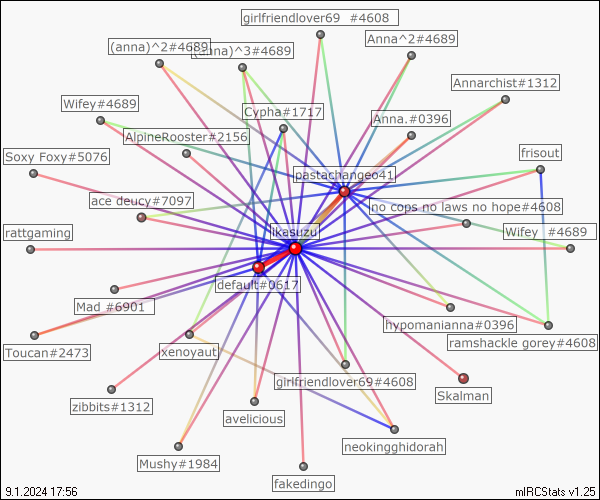 girlfriendlover69 #4608
Anna^2#4689
(anna)^2#4689
(anna)^3#4689
Annarchist#1312
Wifey#4689
Cypha#1717
Anna.#0396
AlpineRooster#2156
Soxy Foxy#5076
frisout
pastachangeo41
ace deucy#7097
no cops no laws no hope#4608
rattgaming
likasuzu
Wifey #4689
default#0617
Mad #6901
hypomanianna#0396
Toucan#2473
xenoyaut
ramshackle gorey#4608
girlfriendlover69#4608
Skalman
zibbits#1312
avelicious
neokingghidorah
Mushy#1984
fakedingo
9.1.2024 17:56
mIRCStats v1.25